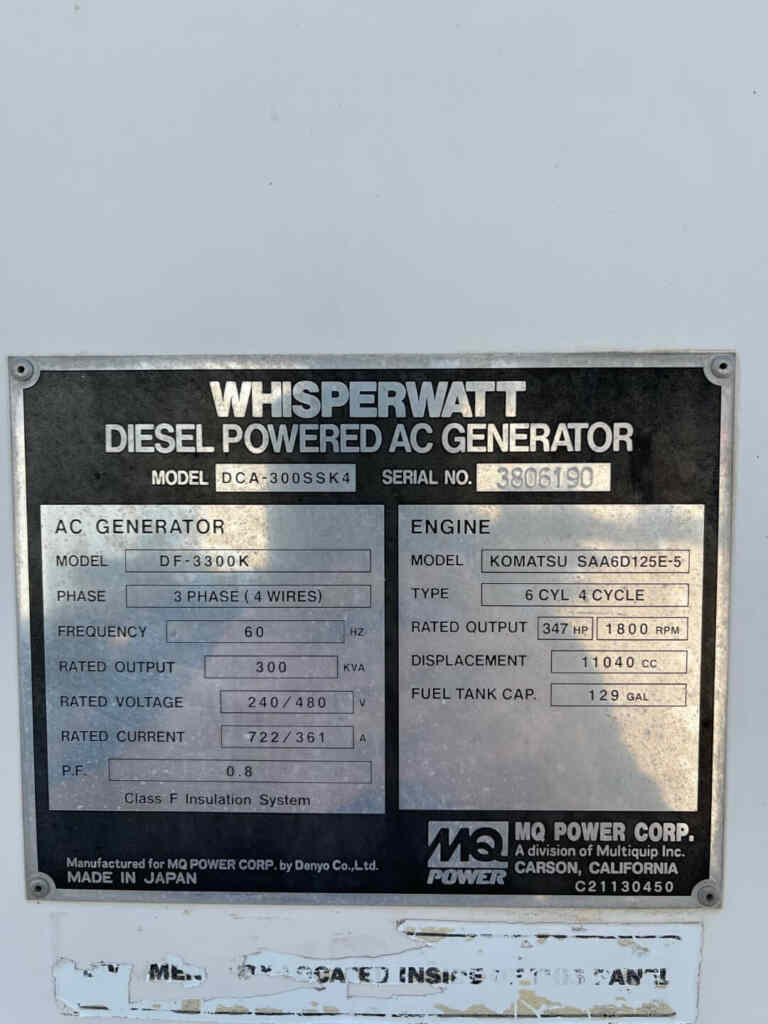 WHISPERWATT
DIESEL POWERED AC GENERATOR
MODEL DCA-300SSK4 SERIAL NO. 3806190
AC GENERATOR
MODEL DF-3300K
PHASE 3 PHASE (4 WIRES)
FREQUENCY 60 HZ
RATED OUTPUT 300 KVA
RATED VOLTAGE 240/480 V
RATED CURRENT 722/361 A
P.F. 0.8
Class F Insulation System
ENGINE
MODEL KOMATSU SAA6D125E-5
TYPE 6 CYL 4 CYCLE
RATED OUTPUT 347 HP 1800 RPM
DISPLACEMENT 11040 CC
FUEL TANK CAP. 129 GAL
Manufactured for MQ POWER CORP. by Denyo Co.,Ltd.
MADE IN JAPAN
MQ POWER
MQ POWER CORP.
A division of Multiquip Inc.
CARSON, CALIFORNIA
C21130450